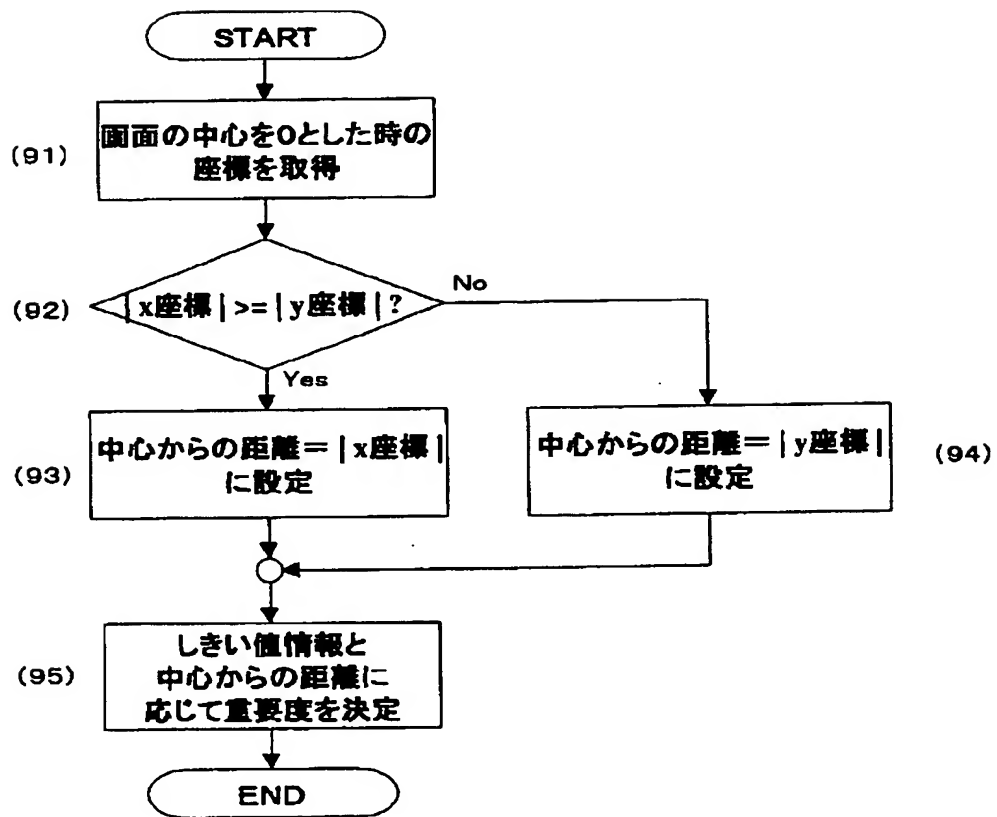 START
(91)
画面の中心を0とした時の
座標を取得
(92)
|x座標|>=|y座標|?
No
Yes
(93)
中心からの距離=|x座標|
に設定
中心からの距離=|y座標|
に設定
(94)
(95)
しきい値情報と
中心からの距離に
応じて重要度を決定
END